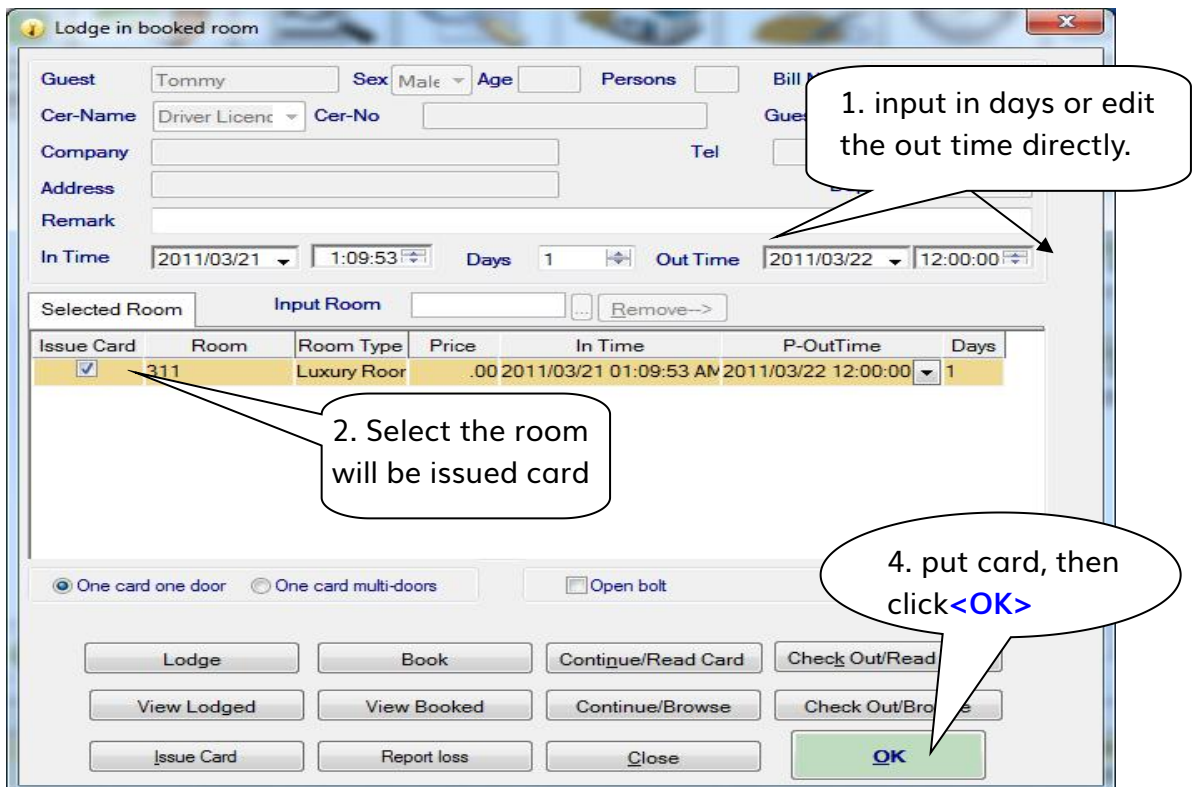 Lodge in booked room
Guest Tommy Sex Male Age Persons Bill
1. input in days or edit
the out time directly.
Cer-Name Driver Licenc Cer-No
Company Tel
Address
Remark
In Time 2011/03/21 1:09:53 Days 1 Out Time 2011/03/22 12:00:00
Selected Room Input Room ... Remove-->
Issue Card Room Room Type Price In Time P-OutTime Days
311 Luxury Roor .00 2011/03/21 01:09:53 AM 2011/03/22 12:00:00 1
2. Select the room
will be issued card
4. put card, then
click<OK>
One card one door One card multi-doors Open bolt
Lodge Book Continue/Read Card Check Out/Read
View Lodged View Booked Continue/Browse Check Out/Bro
Issue Card Report loss Close OK